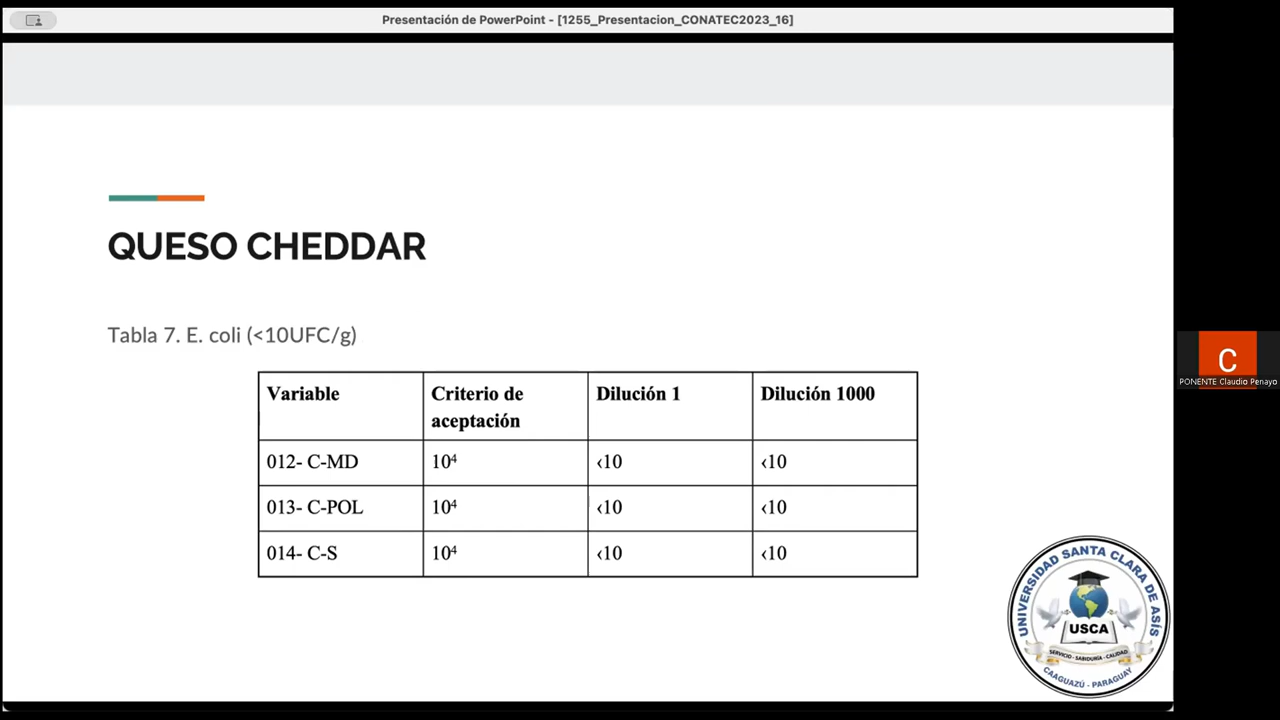 Presentación de PowerPoint - [1255_Presentacion_CONATEC2023_16]
QUESO CHEDDAR
Tabla 7. E. coli (<10UFC/g)
Variable Criterio de aceptación Dilución 1 Dilución 1000
012- C-MD 10⁴ ‹10 ‹10
013- C-POL 10⁴ ‹10 ‹10
014- C-S 10⁴ ‹10 ‹10
UNIVERSIDAD SANTA CLARA DE ASÍS
USCA
SERVICIO - SABIDURÍA - CALIDAD
CAAGUAZÚ - PARAGUAY
C
PONENTE Claudio Penayo